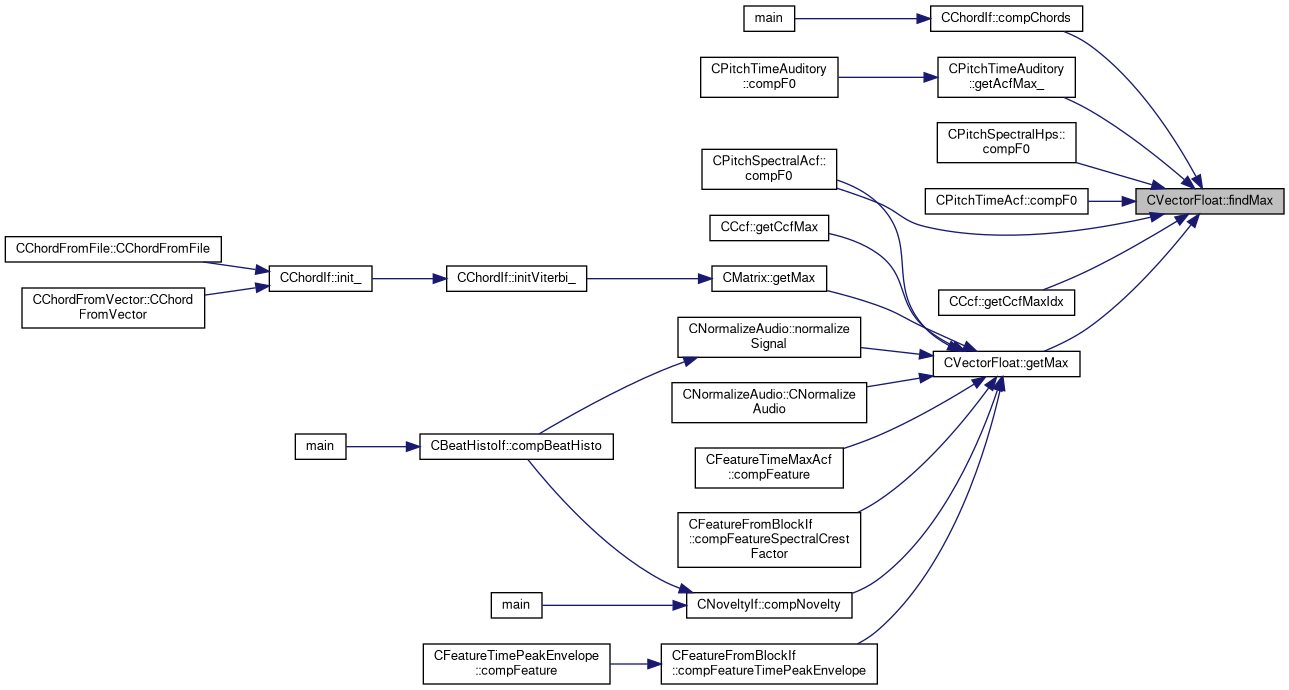 main
CChordIf::compChords
CPitchTimeAuditory
::compF0
CPitchTimeAuditory
::getAcfMax_
CPitchSpectralHps::
compF0
CPitchSpectralAcf::
compF0
CPitchTimeAcf::compF0
CVectorFloat::findMax
CCcf::getCcfMax
CChordFromFile::CChordFromFile
CChordIf::init_
CChordIf::initViterbi_
CMatrix::getMax
CChordFromVector::CChord
FromVector
CCcf::getCcfMaxIdx
CNormalizeAudio::normalize
Signal
CVectorFloat::getMax
CNormalizeAudio::CNormalize
Audio
main
CBeatHistoIf::compBeatHisto
CFeatureTimeMaxAcf
::compFeature
CFeatureFromBlockIf
::compFeatureSpectralCrest
Factor
main
CNoveltyIf::compNovelty
CFeatureTimePeakEnvelope
::compFeature
CFeatureFromBlockIf
::compFeatureTimePeakEnvelope